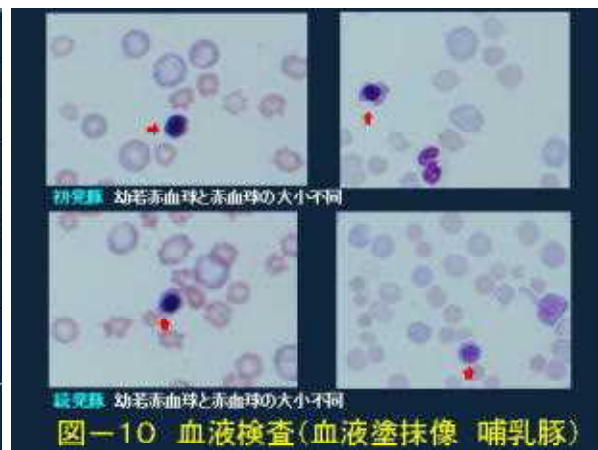 初発豚 幼若赤血球と赤血球の大小不同
続発豚 幼若赤血球と赤血球の大小不同
図－10 血液検査(血液塗抹像 哺乳豚)